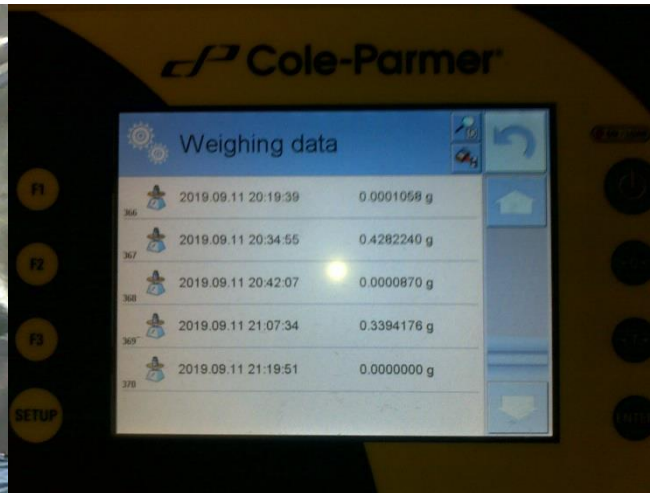 Cole-Parmer
Weighing data
F1
366 2019.09.11 20:19:39 0.0001058 g
F2
367 2019.09.11 20:34:55 0.4282240 g
368 2019.09.11 20:42:07 0.0000870 g
F3
369 2019.09.11 21:07:34 0.3394176 g
370 2019.09.11 21:19:51 0.0000000 g
SETUP
ENTER